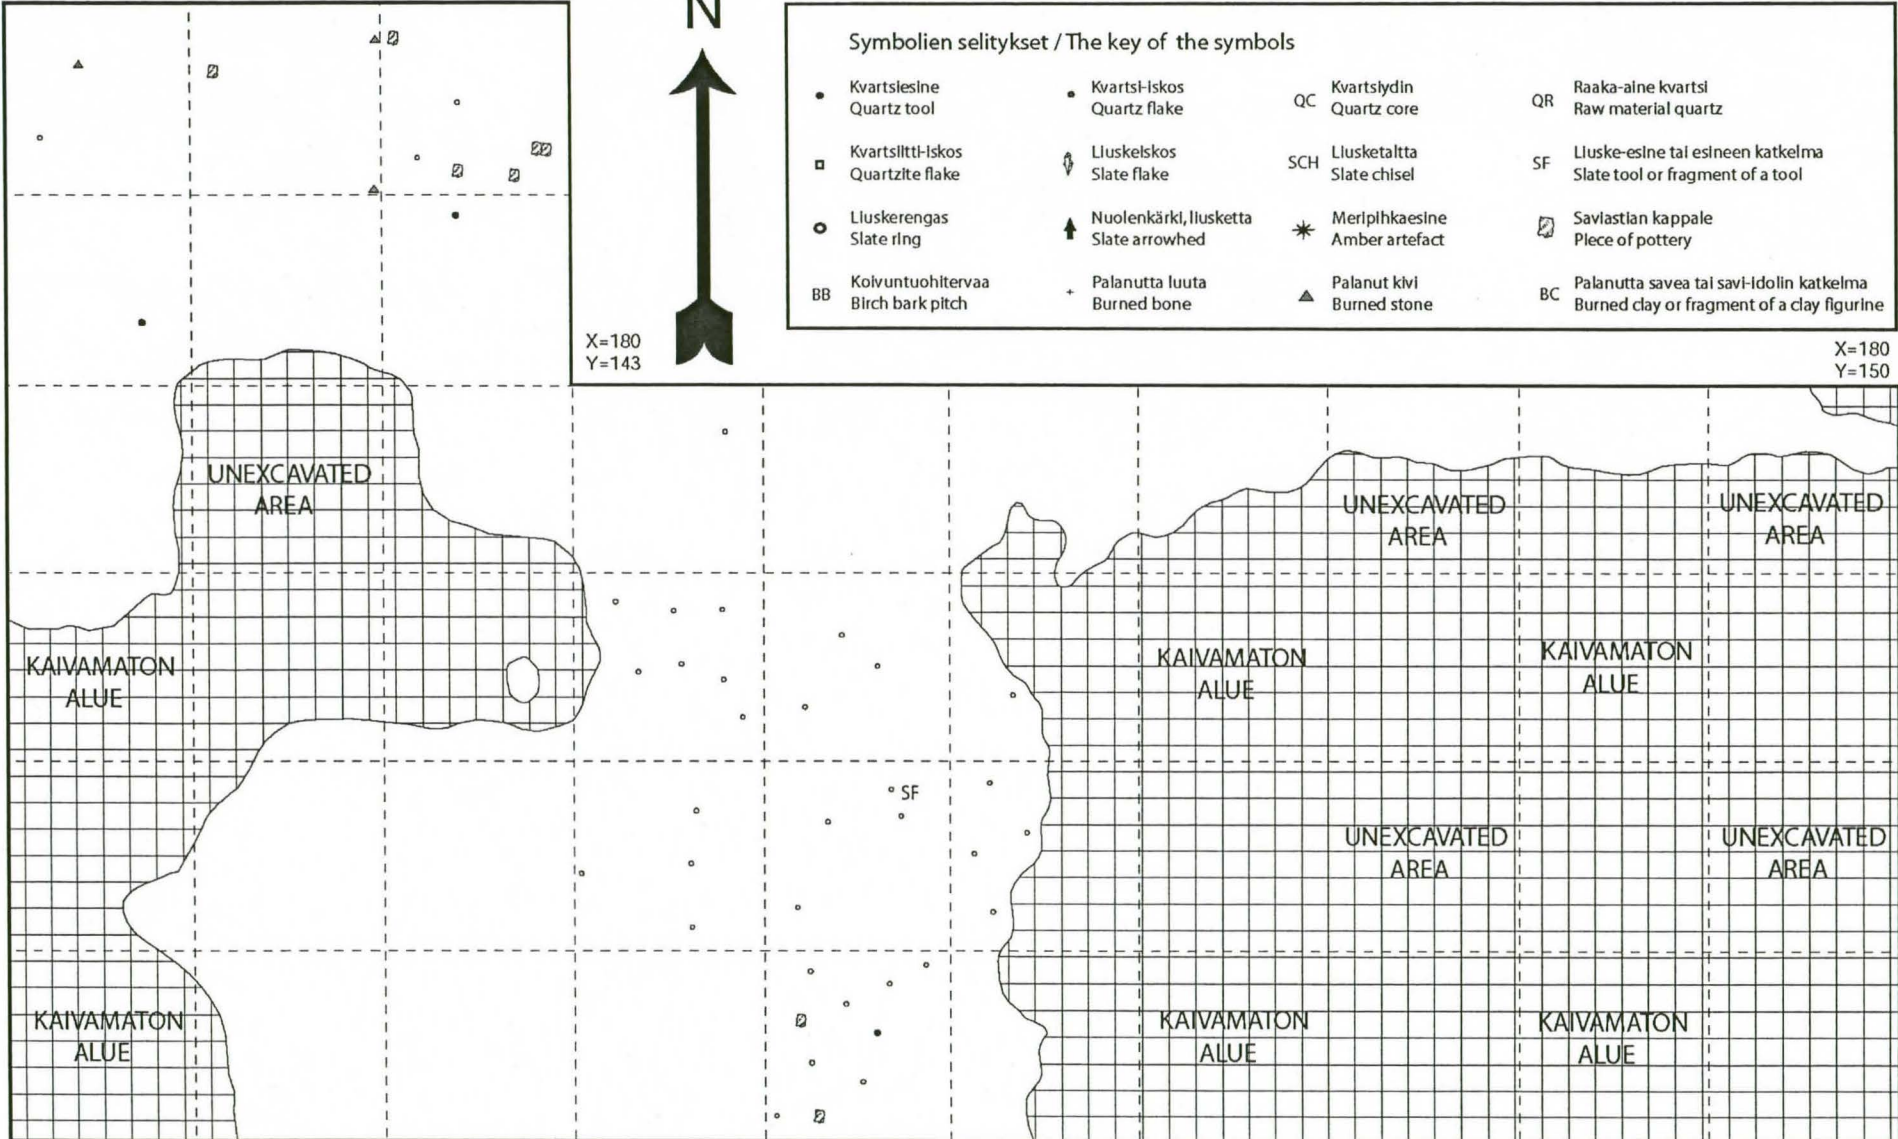 N
Symbolien selitykset / The key of the symbols
Kvartsiesine
Quartz tool
Kvartsi-iskos
Quartz flake
QC
Kvartsiydin
Quartz core
QR
Raaka-aine kvartsi
Raw material quartz
Kvartsiitti-iskos
Quartzite flake
Liuskeiskos
Slate flake
SCH
Liusketaltta
Slate chisel
SF
Liuske-esine tai esineen katkelma
Slate tool or fragment of a tool
Liuskerengas
Slate ring
Nuolenkärki, liusketta
Slate arrowhed
Meripihkaesine
Amber artefact
Saviastian kappale
Piece of pottery
BB
Koivuntuohitervaa
Birch bark pitch
Palanutta luuta
Burned bone
Palanut kivi
Burned stone
BC
Palanutta savea tai savi-idolin katkelma
Burned clay or fragment of a clay figurine
X=180
Y=143
X=180
Y=150
UNEXCAVATED
AREA
UNEXCAVATED
AREA
UNEXCAVATED
AREA
KAIVAMATON
ALUE
KAIVAMATON
ALUE
KAIVAMATON
ALUE
SF
UNEXCAVATED
AREA
UNEXCAVATED
AREA
KAIVAMATON
ALUE
KAIVAMATON
ALUE
KAIVAMATON
ALUE